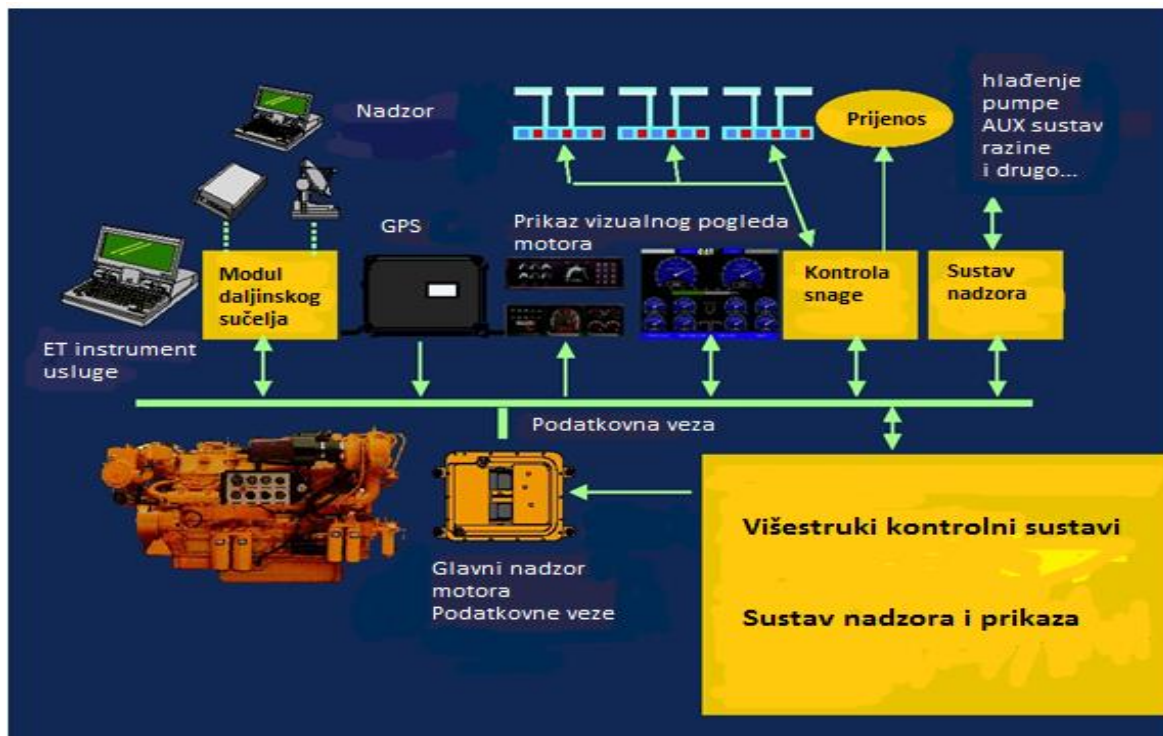 Nadzor
Prijenos
hlađenje
pumpe
AUX sustav
razine
i drugo...
GPS
Prikaz vizualnog pogleda
motora
Modul
daljinskog
sučelja
Kontrola
snage
Sustav
nadzora
ET instrument
usluge
Podatkovna veza
Glavni nadzor
motora
Podatkovne veze
Višestruki kontrolni sustavi
Sustav nadzora i prikaza